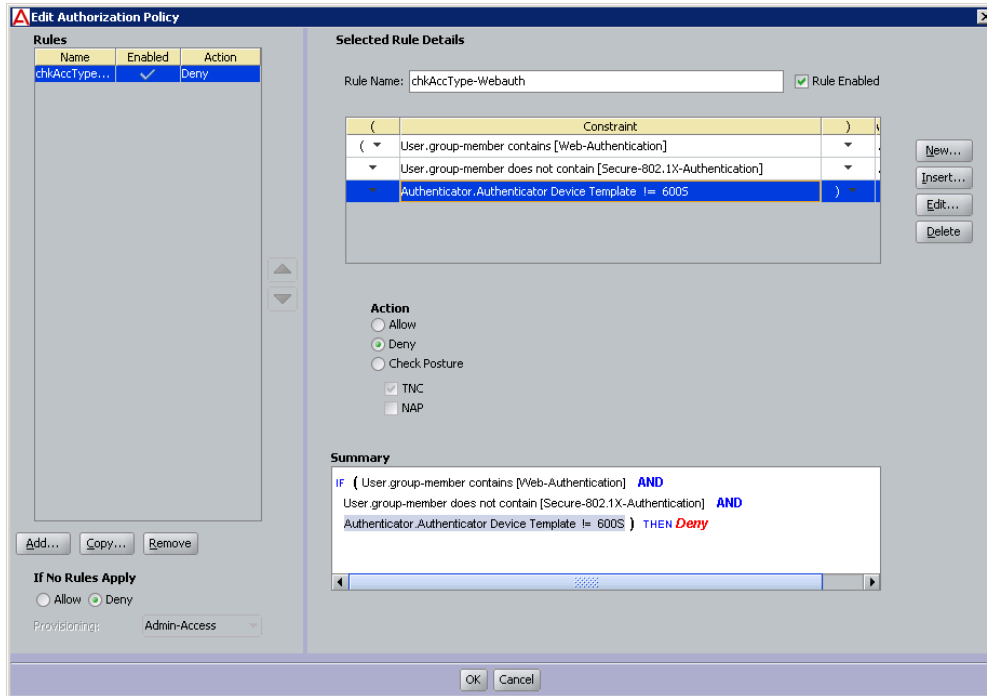 Edit Authorization Policy
Rules
Name Enabled Action
chkAccType... Deny
Add... Copy... Remove
If No Rules Apply
Allow Deny
Provisioning: Admin-Access
Selected Rule Details
Rule Name: chkAccType-Webauth Rule Enabled
( Constraint )
( User.group-member contains [Web-Authentication]
User.group-member does not contain [Secure-802.1X-Authentication]
Authenticator.Authenticator Device Template != 600S )
New...
Insert...
Edit...
Delete
Action
Allow
Deny
Check Posture
TNC
NAP
Summary
IF ( User.group-member contains [Web-Authentication] AND
User.group-member does not contain [Secure-802.1X-Authentication] AND
Authenticator.Authenticator Device Template != 600S ) THEN Deny
OK Cancel